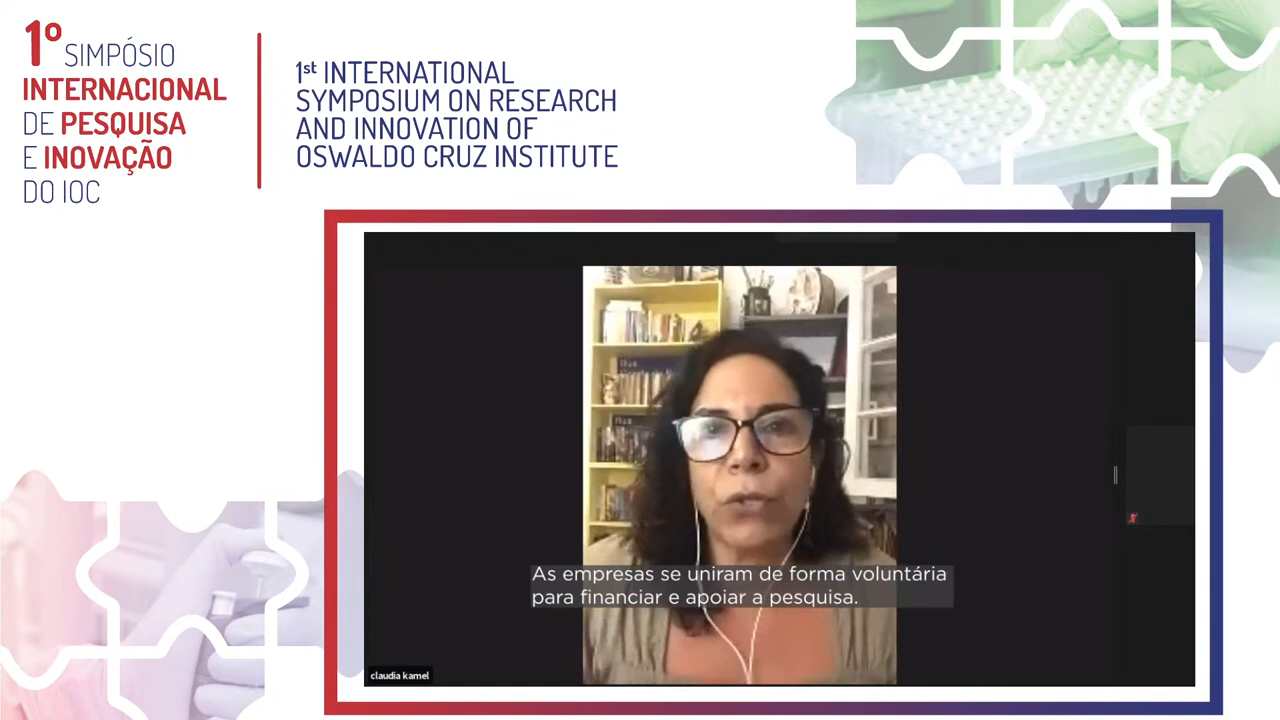 1º SIMPÓSIO
INTERNACIONAL
DE PESQUISA
E INOVAÇÃO
DO IOC
1st INTERNATIONAL
SYMPOSIUM ON RESEARCH
AND INNOVATION OF
OSWALDO CRUZ INSTITUTE
As empresas se uniram de forma voluntária
para financiar e apoiar a pesquisa.
claudia kamel